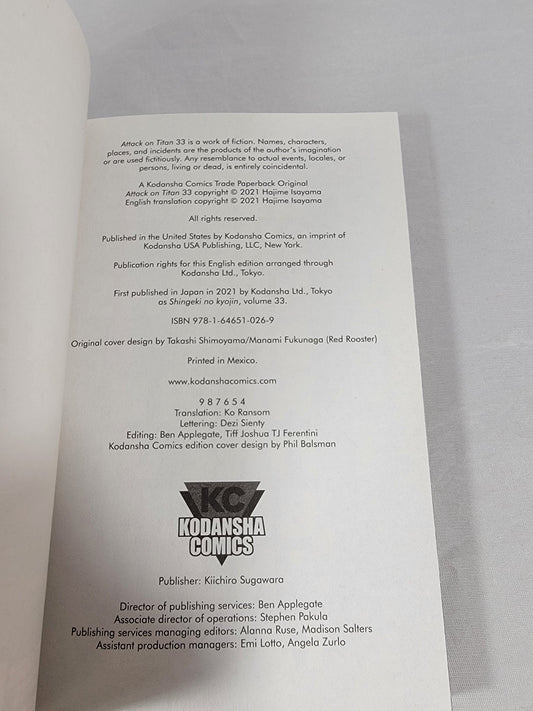 Attack on Titan 33 is a work of fiction. Names, characters,
places, and incidents are the products of the author's imagination
or are used fictitiously. Any resemblance to actual events, locales, or
persons, living or dead, is entirely coincidental.
A Kodansha Comics Trade Paperback Original
Attack on Titan 33 copyright © 2021 Hajime Isayama
English translation copyright © 2021 Hajime Isayama
All rights reserved.
Published in the United States by Kodansha Comics, an imprint of
Kodansha USA Publishing, LLC, New York.
Publication rights for this English edition arranged through
Kodansha Ltd., Tokyo.
First published in Japan in 2021 by Kodansha Ltd., Tokyo
as Shingeki no kyojin, volume 33.
ISBN 978-1-64651-026-9
Original cover design by Takashi Shimoyama/Manami Fukunaga (Red Rooster)
Printed in Mexico.
www.kodanshacomics.com
9 8 7 6 5 4
Translation: Ko Ransom
Lettering: Dezi Sienty
Editing: Ben Applegate, Tiff Joshua TJ Ferentini
Kodansha Comics edition cover design by Phil Balsman
KC
KODANSHA
COMICS
Publisher: Kiichiro Sugawara
Director of publishing services: Ben Applegate
Associate director of operations: Stephen Pakula
Publishing services managing editors: Alanna Ruse, Madison Salters
Assistant production managers: Emi Lotto, Angela Zurlo